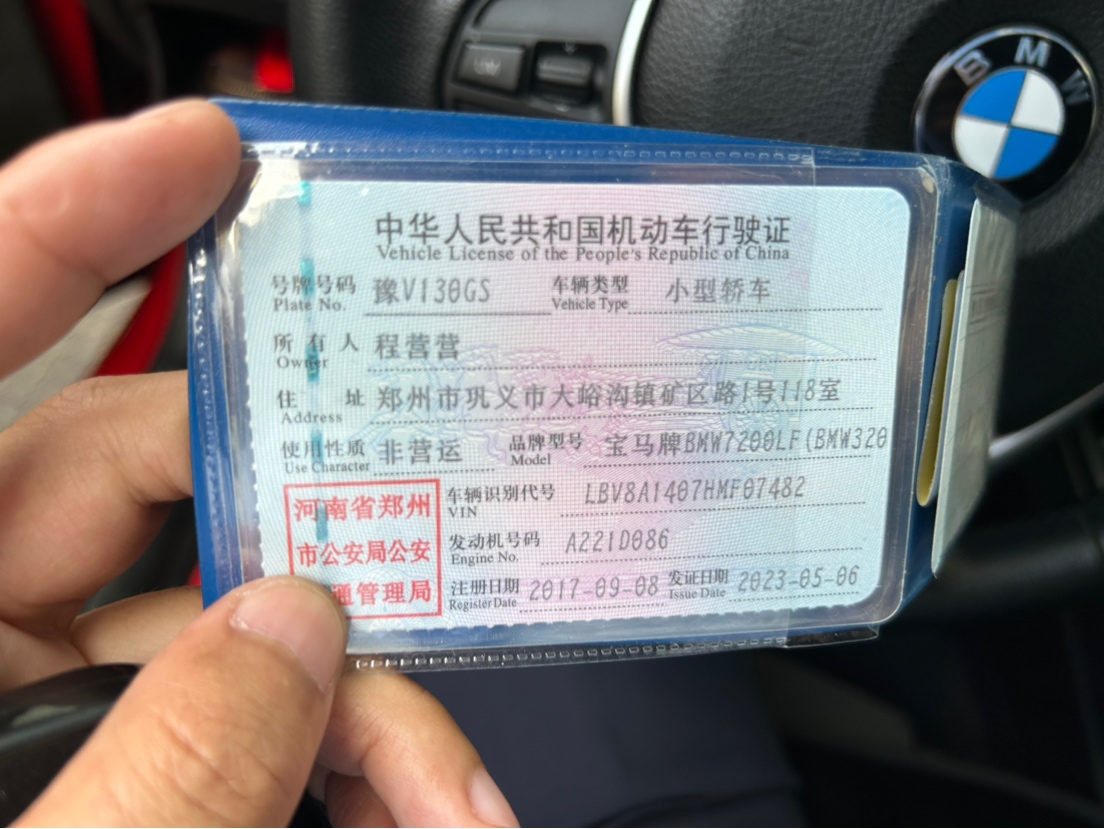 BMW
中华人民共和国机动车行驶证
Vehicle License of the People's Republic of China
号牌号码 豫V130GS 车辆类型 小型轿车
Plate No. Vehicle Type
所有人 程营营
Owner
住址 郑州市巩义市大峪沟镇矿区路1号118室
Address
使用性质 非营运 品牌型号 宝马牌BMW7200LF(BMW320
Use Character Model
河南省郑州
市公安局公安
通管理局
车辆识别代号 LBV8A1407HMF07482
VIN
发动机号码 A221D086
Engine No.
注册日期 2017-09-08 发证日期 2023-05-06
Register Date Issue Date